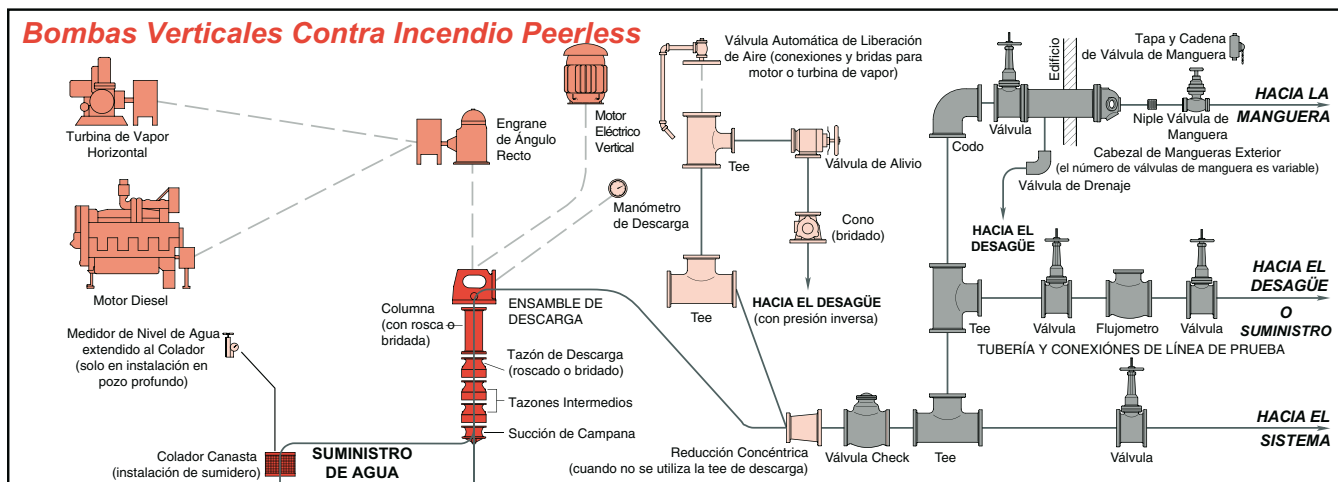 Bombas Verticales Contra Incendio Peerless
Turbina de Vapor
Horizontal
Engrane
de Ángulo
Recto
Motor
Eléctrico
Vertical
Motor Diesel
Manómetro
de Descarga
Medidor de Nivel de Agua
extendido al Colador
(solo en instalación en
pozo profundo)
Columna
(con rosca o
bridada)
ENSAMBLE DE
DESCARGA
Tazón de Descarga
(roscado o bridado)
Tazones Intermedios
Succión de Campana
Colador Canasta
(instalación de sumidero)
SUMINISTRO
DE AGUA
Válvula Automática de Liberación
de Aire (conexiones y bridas para
motor o turbina de vapor)
Tee
Válvula de Alivio
Cono
(bridado)
HACIA EL DESAGÜE
(con presión inversa)
Tee
Reducción Concéntrica
(cuando no se utiliza la tee de descarga)
Válvula Check
Tee
Válvula
HACIA EL
SISTEMA
Codo
Válvula
Edificio
Tapa y Cadena
de Válvula de Manguera
Niple
Válvula de
Manguera
HACIA LA
MANGUERA
Cabezal de Mangueras Exterior
(el número de válvulas de manguera es variable)
Válvula de Drenaje
HACIA EL
DESAGÜE
Tee
Válvula
Flujometro
Válvula
HACIA EL
DESAGÜE
O
SUMINISTRO
TUBERÍA Y CONEXIÓNES DE LÍNEA DE PRUEBA